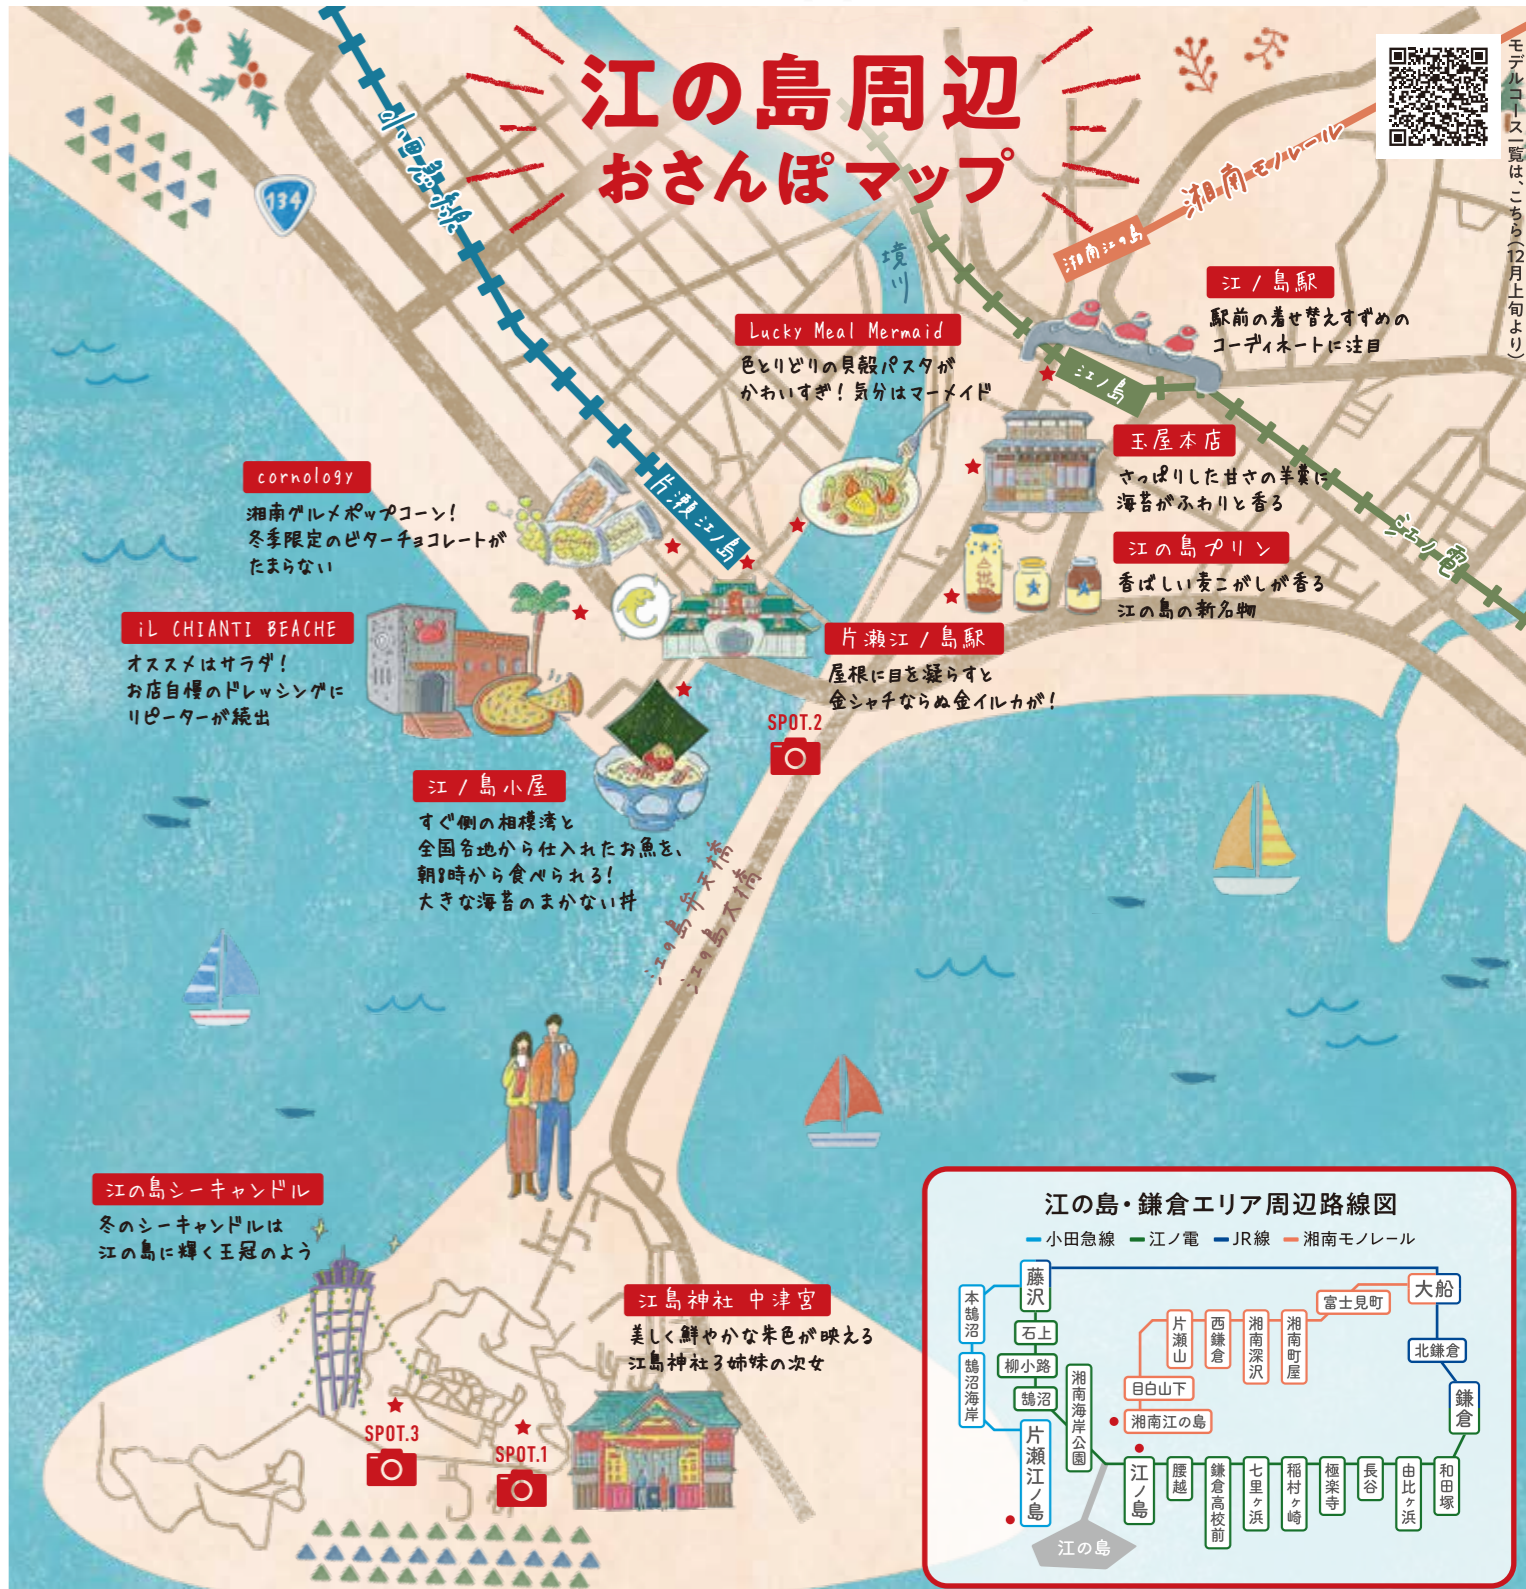 江の島周辺
おさんぽマップ
モデルコース一覧は、こちら(12月上旬より)
134
小田急線
境川
湘南モノレール
湘南江の島
江ノ島駅
駅前の着せ替えすずめの
コーディネートに注目
Lucky Meal Mermaid
色とりどりの貝殻パスタが
かわいすぎ!気分はマーメイド
江ノ島
玉屋本店
さっぱりした甘さの羊羹に
海苔がふわりと香る
江ノ電
cornology
湘南グルメポップコーン!
冬季限定のビターチョコレートが
たまらない
片瀬江ノ島
江の島プリン
香ばしい麦こがしが香る
江の島の新名物
iL CHIANTI BEACHE
オススメはサラダ!
お店自慢のドレッシングに
リピーターが続出
片瀬江ノ島駅
屋根に目を凝らすと
金シャチならぬ金イルカが!
SPOT.2
江ノ島小屋
すぐ側の相模湾と
全国各地から仕入れたお魚を、
朝8時から食べられる!
大きな海苔のまかない丼
江の島弁天橋
江の島大橋
江の島シーキャンドル
冬のシーキャンドルは
江の島に輝く王冠のよう
江島神社 中津宮
美しく鮮やかな朱色が映える
江島神社3姉妹の次女
SPOT.3
SPOT.1
江の島・鎌倉エリア周辺路線図
小田急線 江ノ電 JR線 湘南モノレール
藤沢
本鵠沼
鵠沼海岸
片瀬江ノ島
石上
柳小路
鵠沼
湘南海岸公園
江ノ島
腰越
鎌倉高校前
七里ヶ浜
稲村ヶ崎
極楽寺
長谷
由比ヶ浜
和田塚
鎌倉
北鎌倉
大船
富士見町
湘南町屋
湘南深沢
西鎌倉
片瀬山
目白山下
湘南江の島
江の島